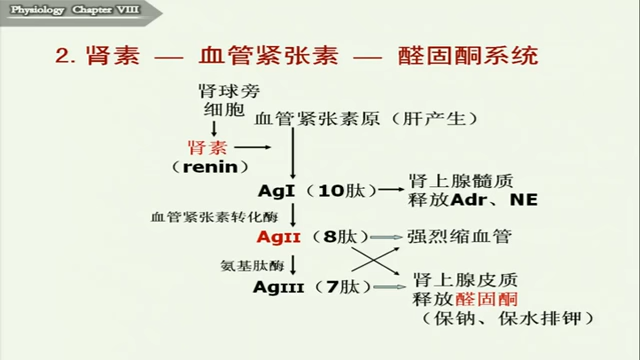 Physiology Chapter VIII
2. 肾素 — 血管紧张素 — 醛固酮系统
肾球旁
细胞
血管紧张素原（肝产生）
肾素
（renin）
AgI（10肽）
肾上腺髓质
释放Adr、NE
血管紧张素转化酶
AgII（8肽）
强烈缩血管
氨基肽酶
AgIII（7肽）
肾上腺皮质
释放醛固酮
（保钠、保水排钾）